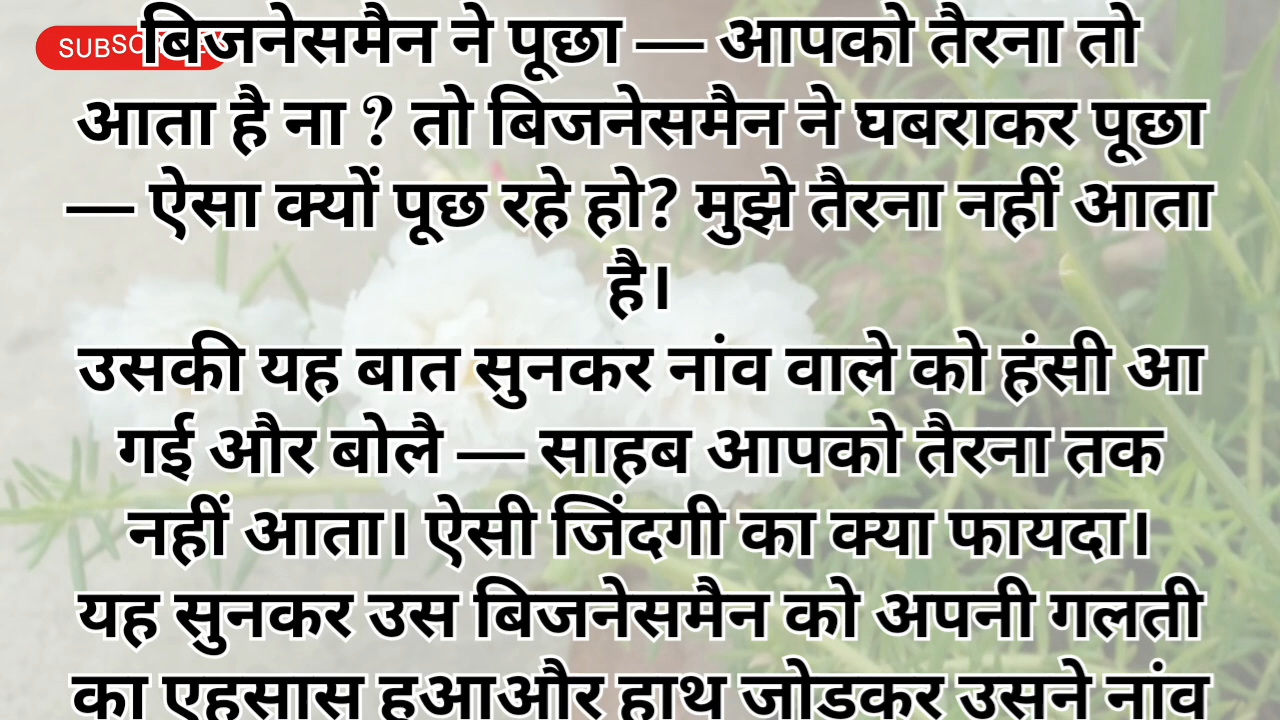 SUBSC
बिजनेसमैन ने पूछा — आपको तैरना तो
आता है ना ? तो बिजनेसमैन ने घबराकर पूछा
— ऐसा क्यों पूछ रहे हो? मुझे तैरना नहीं आता
है।
उसकी यह बात सुनकर नांव वाले को हंसी आ
गई और बोलै — साहब आपको तैरना तक
नहीं आता। ऐसी जिंदगी का क्या फायदा।
यह सुनकर उस बिजनेसमैन को अपनी गलती
का एहसास हुआऔर हाथ जोड़कर उसने नांव